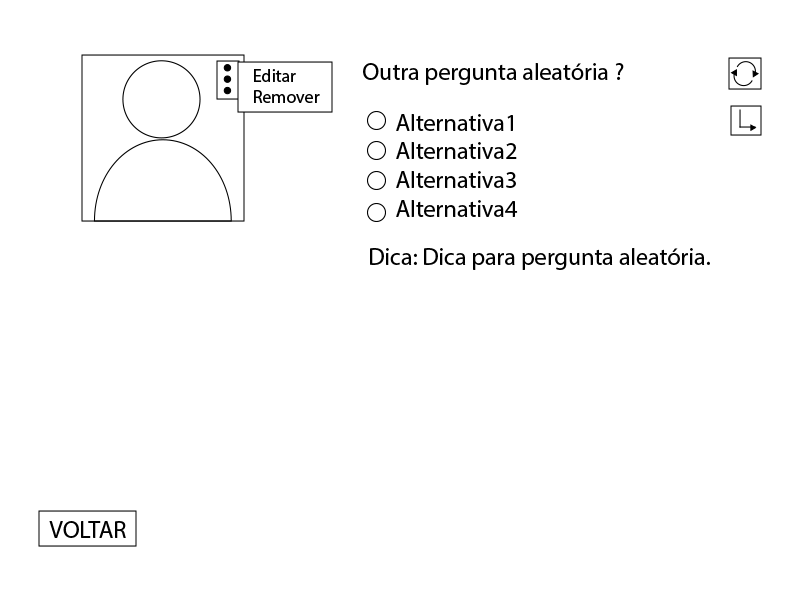 Editar
Remover
Outra pergunta aleatória ?
Alternativa1
Alternativa2
Alternativa3
Alternativa4
Dica: Dica para pergunta aleatória.
VOLTAR